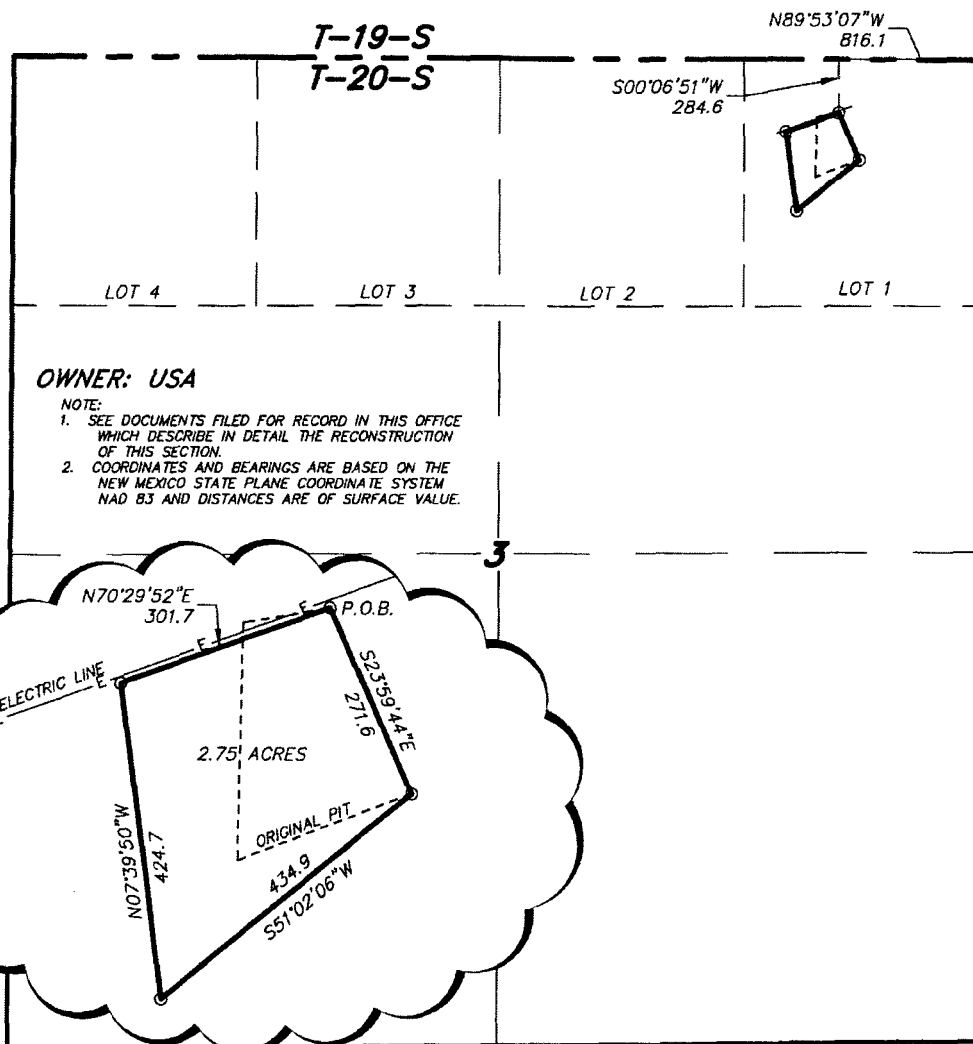 T-19-S
T-20-S
N89°53'07"W
816.1
S00°06'51"W
284.6
LOT 4
LOT 3
LOT 2
LOT 1
OWNER: USA
NOTE:
1. SEE DOCUMENTS FILED FOR RECORD IN THIS OFFICE
WHICH DESCRIBE IN DETAIL THE RECONSTRUCTION
OF THIS SECTION.
2. COORDINATES AND BEARINGS ARE BASED ON THE
NEW MEXICO STATE PLANE COORDINATE SYSTEM
NAD 83 AND DISTANCES ARE OF SURFACE VALUE.
3
N70°29'52"E
301.7
E
P.O.B.
E
ELECTRIC LINE
E
S23°59'44"E
271.6
2.75 ACRES
N07°39'50"W
424.7
ORIGINAL PIT
434.9
S51°02'06"W